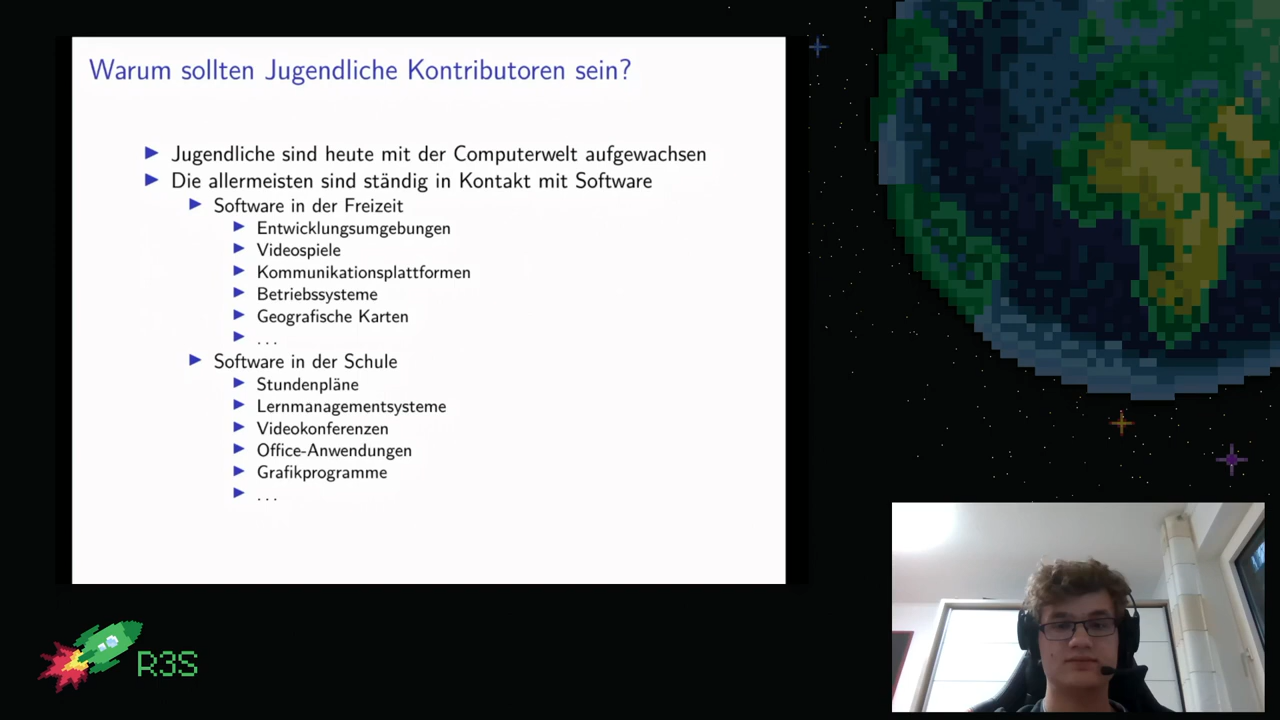 Warum sollten Jugendliche Kontributoren sein?
Jugendliche sind heute mit der Computerwelt aufgewachsen
Die allermeisten sind ständig in Kontakt mit Software
Software in der Freizeit
Entwicklungsumgebungen
Videospiele
Kommunikationsplattformen
Betriebssysteme
Geografische Karten
...
Software in der Schule
Stundenpläne
Lernmanagementsysteme
Videokonferenzen
Office-Anwendungen
Grafikprogramme
...
R3S